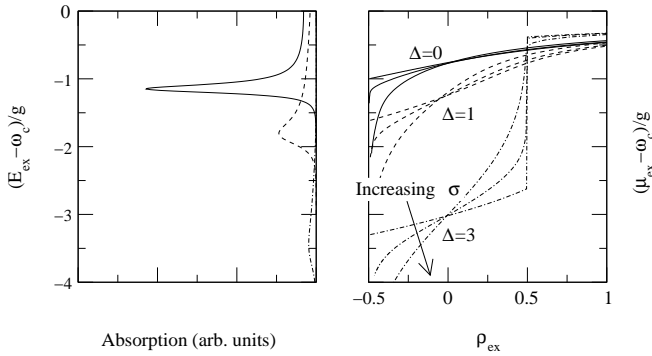 (E_ex−ω_c)/g
0
−1
−2
−3
−4
Absorption (arb. units)
Δ=0
Δ=1
Increasing σ
Δ=3
−0.5
0
0.5
1
ρ_ex
(μ_ex−ω_c)/g